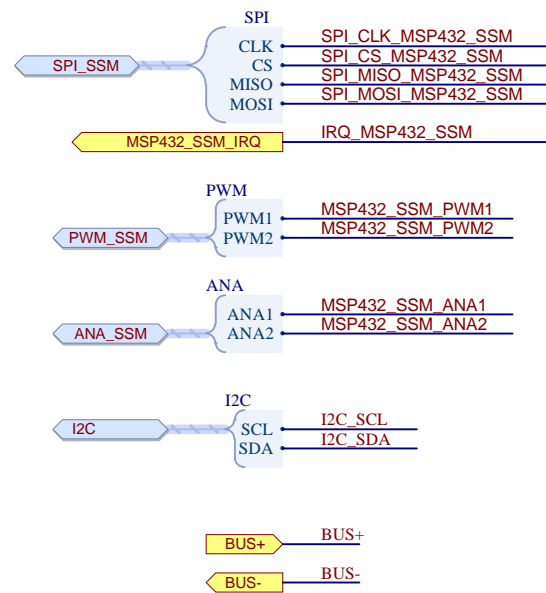 SPI
CLK SPI_CLK_MSP432_SSM
SPI_SSM CS SPI_CS_MSP432_SSM
MISO SPI_MISO_MSP432_SSM
MOSI SPI_MOSI_MSP432_SSM
MSP432_SSM_IRQ IRQ_MSP432_SSM
PWM
PWM1 MSP432_SSM_PWM1
PWM_SSM PWM2 MSP432_SSM_PWM2
ANA
ANA1 MSP432_SSM_ANA1
ANA_SSM ANA2 MSP432_SSM_ANA2
I2C
I2C SCL I2C_SCL
SDA I2C_SDA
BUS+ BUS+
BUS- BUS-